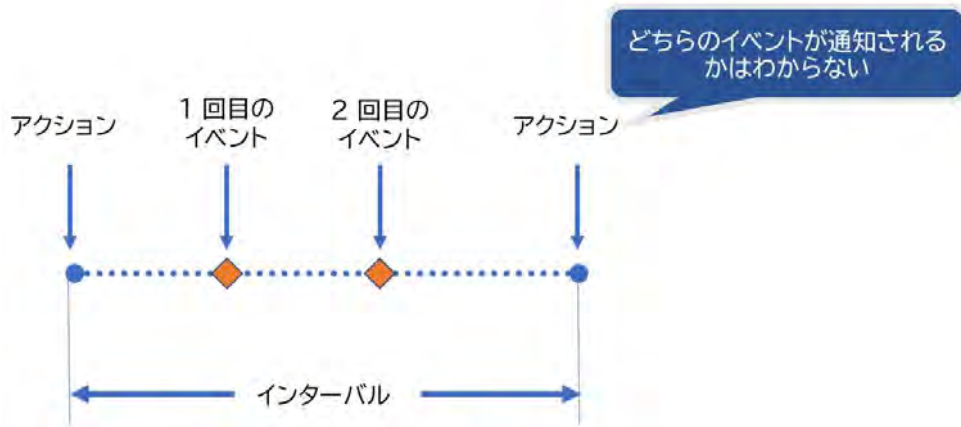 どちらのイベントが通知される
かはわからない
アクション
1 回目の
イベント
2 回目の
イベント
アクション
インターバル